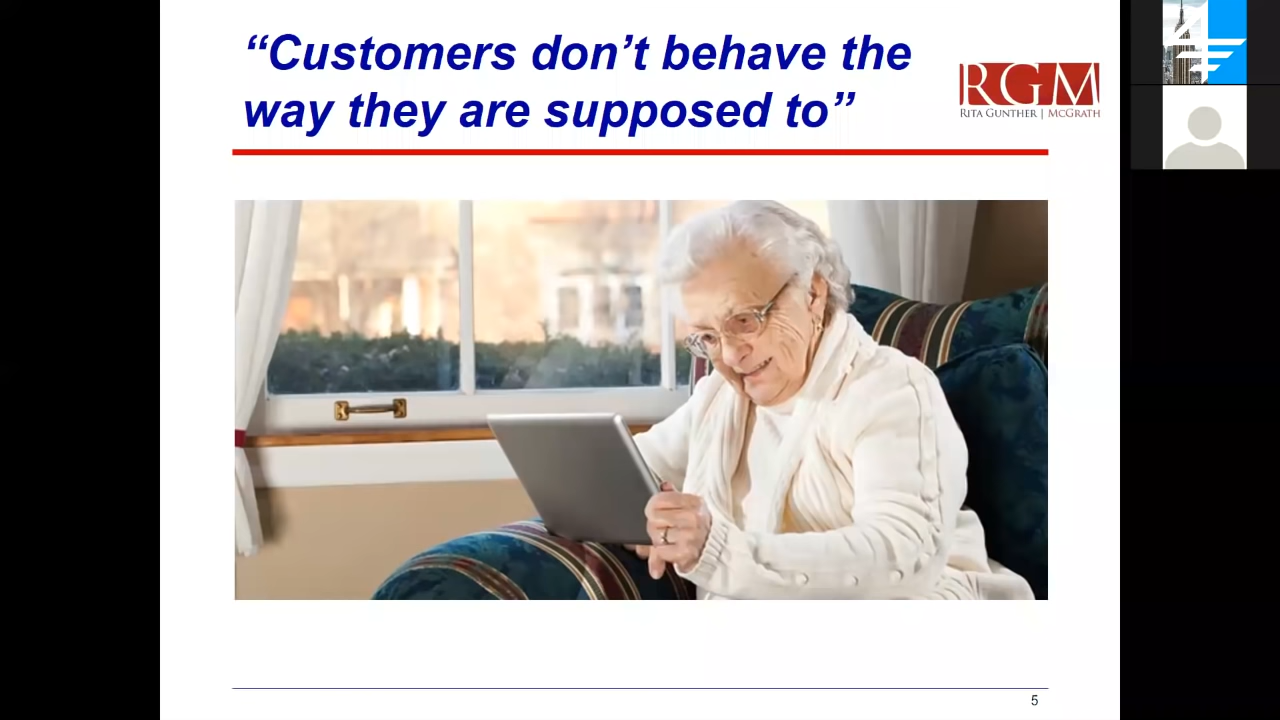 “Customers don’t behave the
way they are supposed to”
RGM
RITA GUNTHER | MCGRATH
5